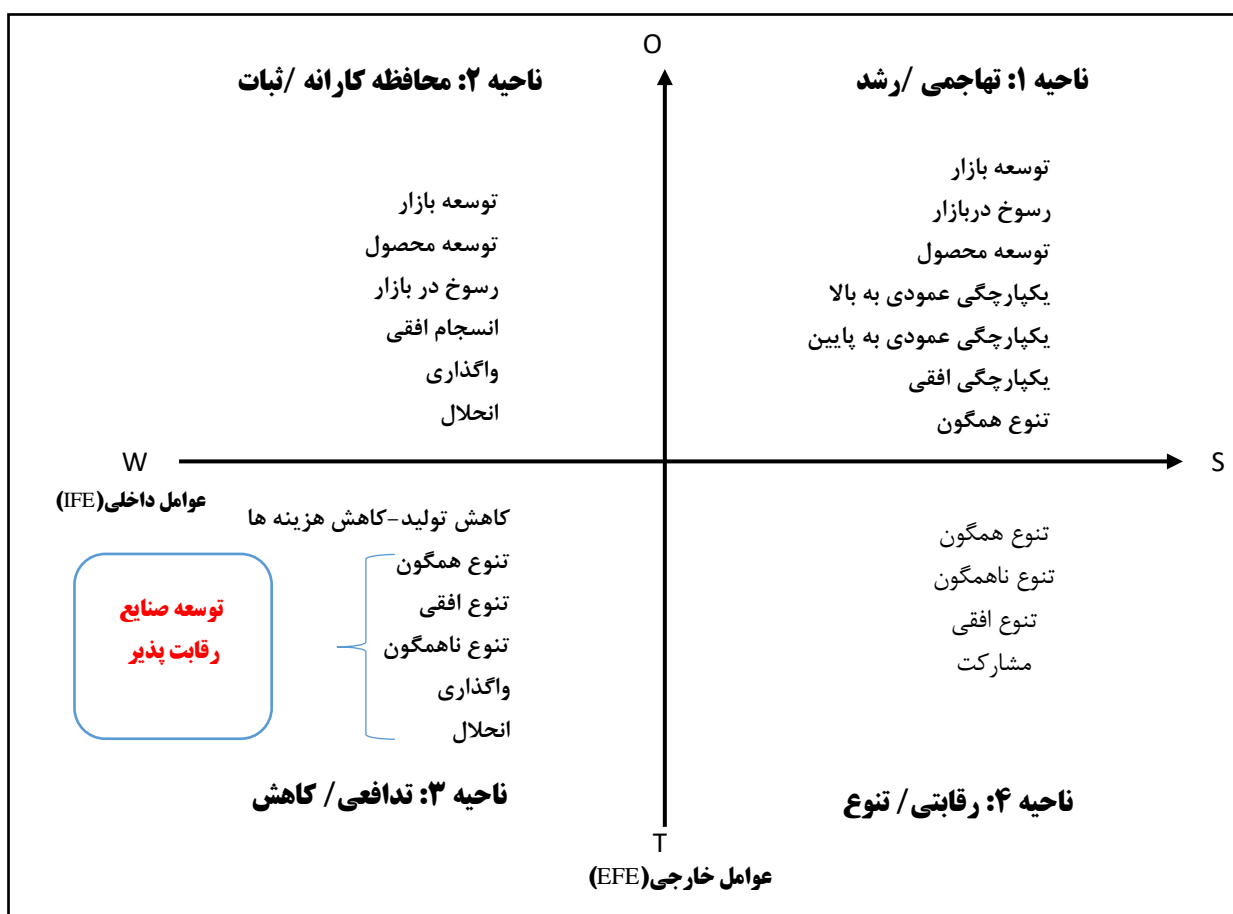 O
ناحیه ۱: تهاجمی /رشد
توسعه بازار
رسوخ دربازار
توسعه محصول
یکپارچگی عمودی به بالا
یکپارچگی عمودی به پایین
یکپارچگی افقی
تنوع همگون
ناحیه ۲: محافظه کارانه /ثبات
توسعه بازار
توسعه محصول
رسوخ در بازار
انسجام افقی
واگذاری
انحلال
S
W
عوامل داخلی(IFE)
تنوع همگون
تنوع ناهمگون
تنوع افقی
مشارکت
ناحیه ۴: رقابتی/ تنوع
کاهش تولید-کاهش هزینه ها
تنوع همگون
تنوع افقی
تنوع ناهمگون
واگذاری
انحلال
توسعه صنایع
رقابت پذیر
ناحیه ۳: تدافعی/ کاهش
T
عوامل خارجی(EFE)